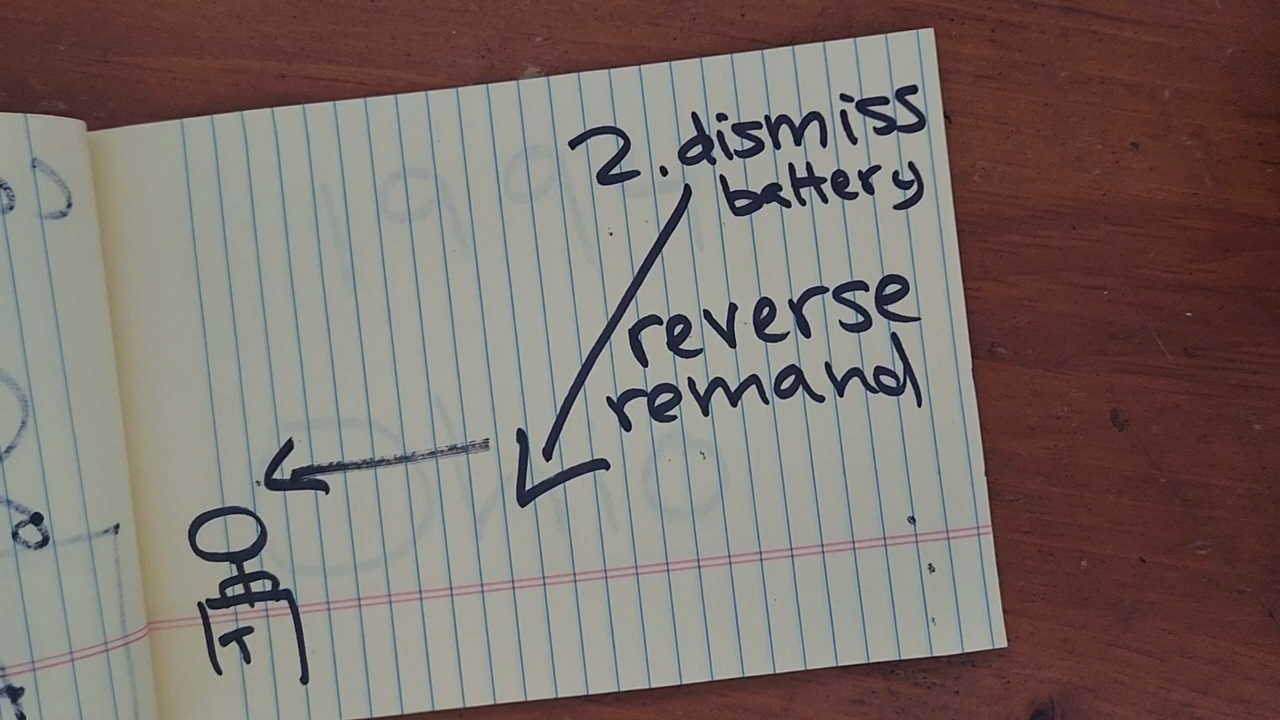 2. dismiss
battery
reverse
remand
T